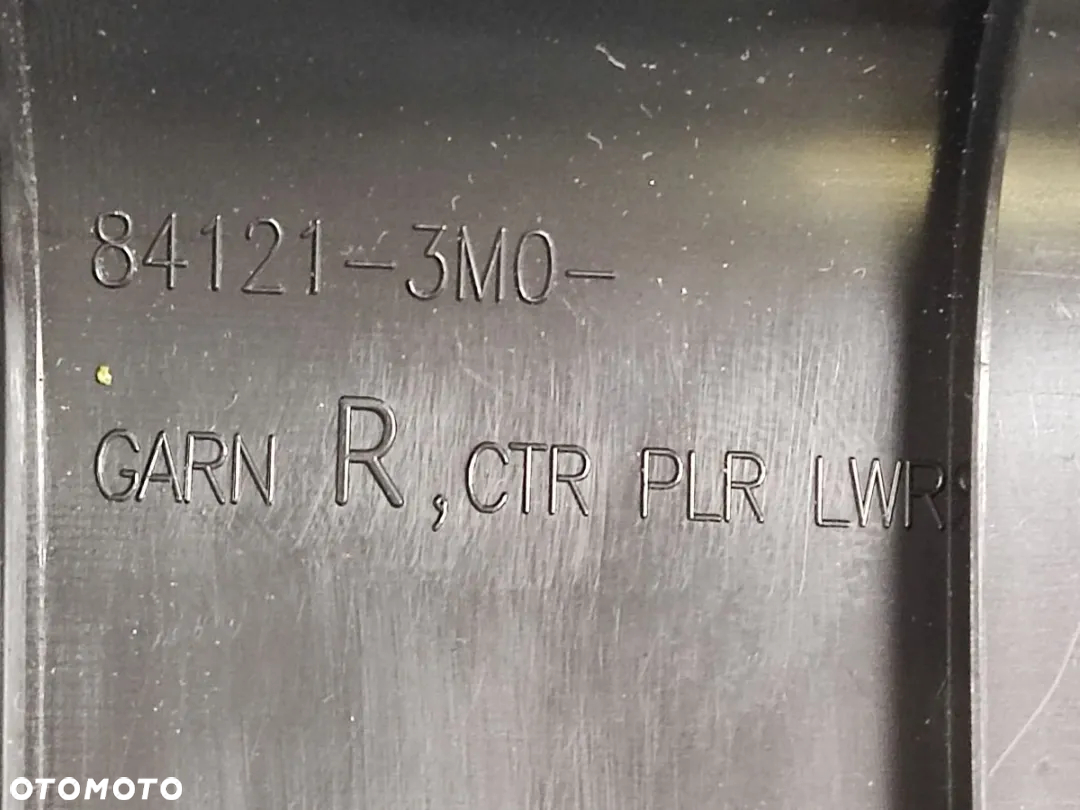 84121-3M0-
GARN R, CTR PLR LWR
OTOMOTO